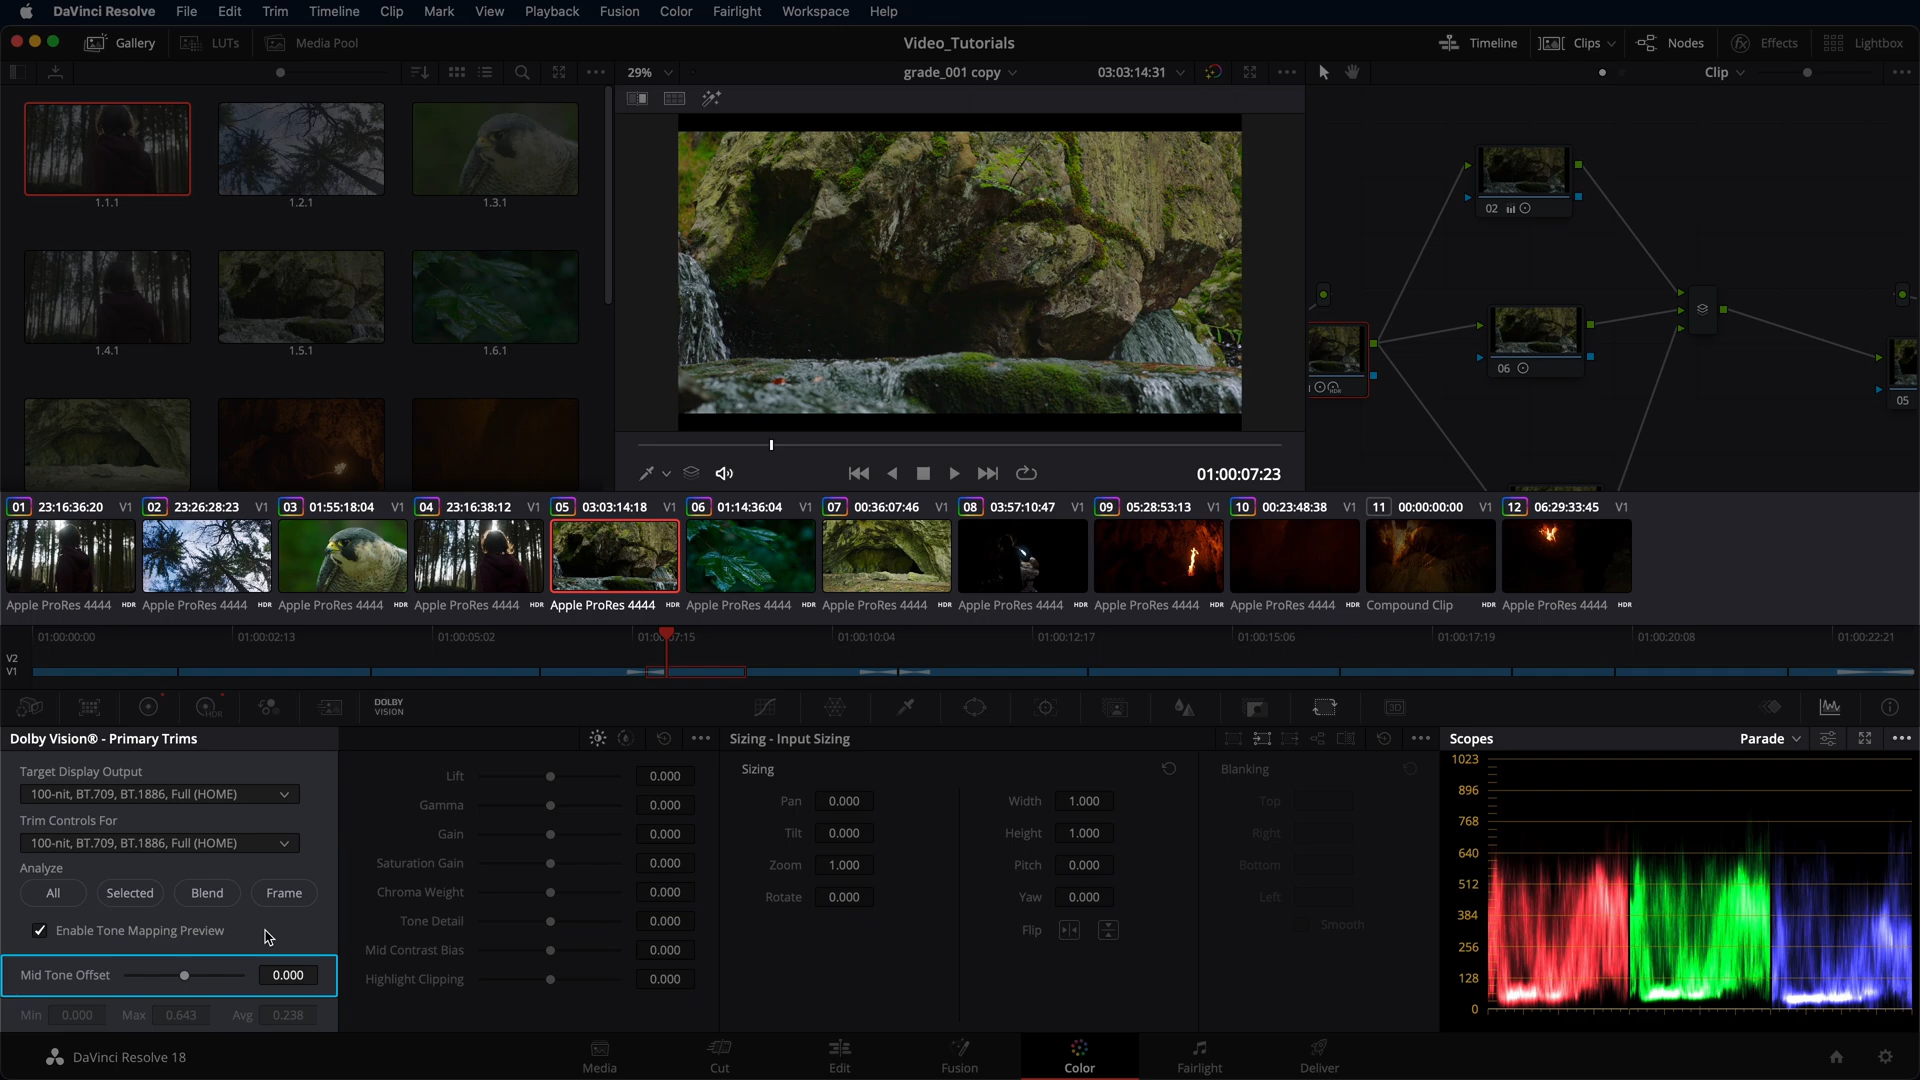 DaVinci Resolve File Edit Trim Timeline Clip Mark View Playback Fusion Color Fairlight Workspace Help
Gallery LUTs Media Pool Video_Tutorials Timeline Clips Nodes Effects Lightbox
29% grade_001 copy 03:03:14:31 Clip
1.1.1 1.2.1 1.3.1
02
1.4.1 1.5.1 1.6.1
06
05
01:00:07:23
01 23:16:36:20 V1 02 23:26:28:23 V1 03 01:55:18:04 V1 04 23:16:38:12 V1 05 03:03:14:18 V1 06 01:14:36:04 V1 07 00:36:07:46 V1 08 03:57:10:47 V1 09 05:28:53:13 V1 10 00:23:48:38 V1 11 00:00:00:00 V1 12 06:29:33:45 V1
Apple ProRes 4444 HDR Apple ProRes 4444 HDR Apple ProRes 4444 HDR Apple ProRes 4444 HDR Apple ProRes 4444 HDR Apple ProRes 4444 HDR Apple ProRes 4444 HDR Apple ProRes 4444 HDR Apple ProRes 4444 HDR Apple ProRes 4444 HDR Compound Clip HDR Apple ProRes 4444 HDR
01:00:00:00 01:00:02:13 01:00:05:02 01:00:07:15 01:00:10:04 01:00:12:17 01:00:15:06 01:00:17:19 01:00:20:08 01:00:22:21
V2
V1
HDR DOLBY VISION 3D
Dolby Vision® - Primary Trims Sizing - Input Sizing Scopes Parade
Target Display Output
100-nit, BT.709, BT.1886, Full (HOME)
Trim Controls For
100-nit, BT.709, BT.1886, Full (HOME)
Analyze
All Selected Blend Frame
Enable Tone Mapping Preview
Mid Tone Offset 0.000
Min 0.000 Max 0.643 Avg 0.238
Lift 0.000
Gamma 0.000
Gain 0.000
Saturation Gain 0.000
Chroma Weight 0.000
Tone Detail 0.000
Mid Contrast Bias 0.000
Highlight Clipping 0.000
Sizing
Pan 0.000 Width 1.000
Tilt 0.000 Height 1.000
Zoom 1.000 Pitch 0.000
Rotate 0.000 Yaw 0.000
Flip
Blanking
Top
Right
Bottom
Left
Smooth
1023
896
768
640
512
384
256
128
0
DaVinci Resolve 18 Media Cut Edit Fusion Color Fairlight Deliver